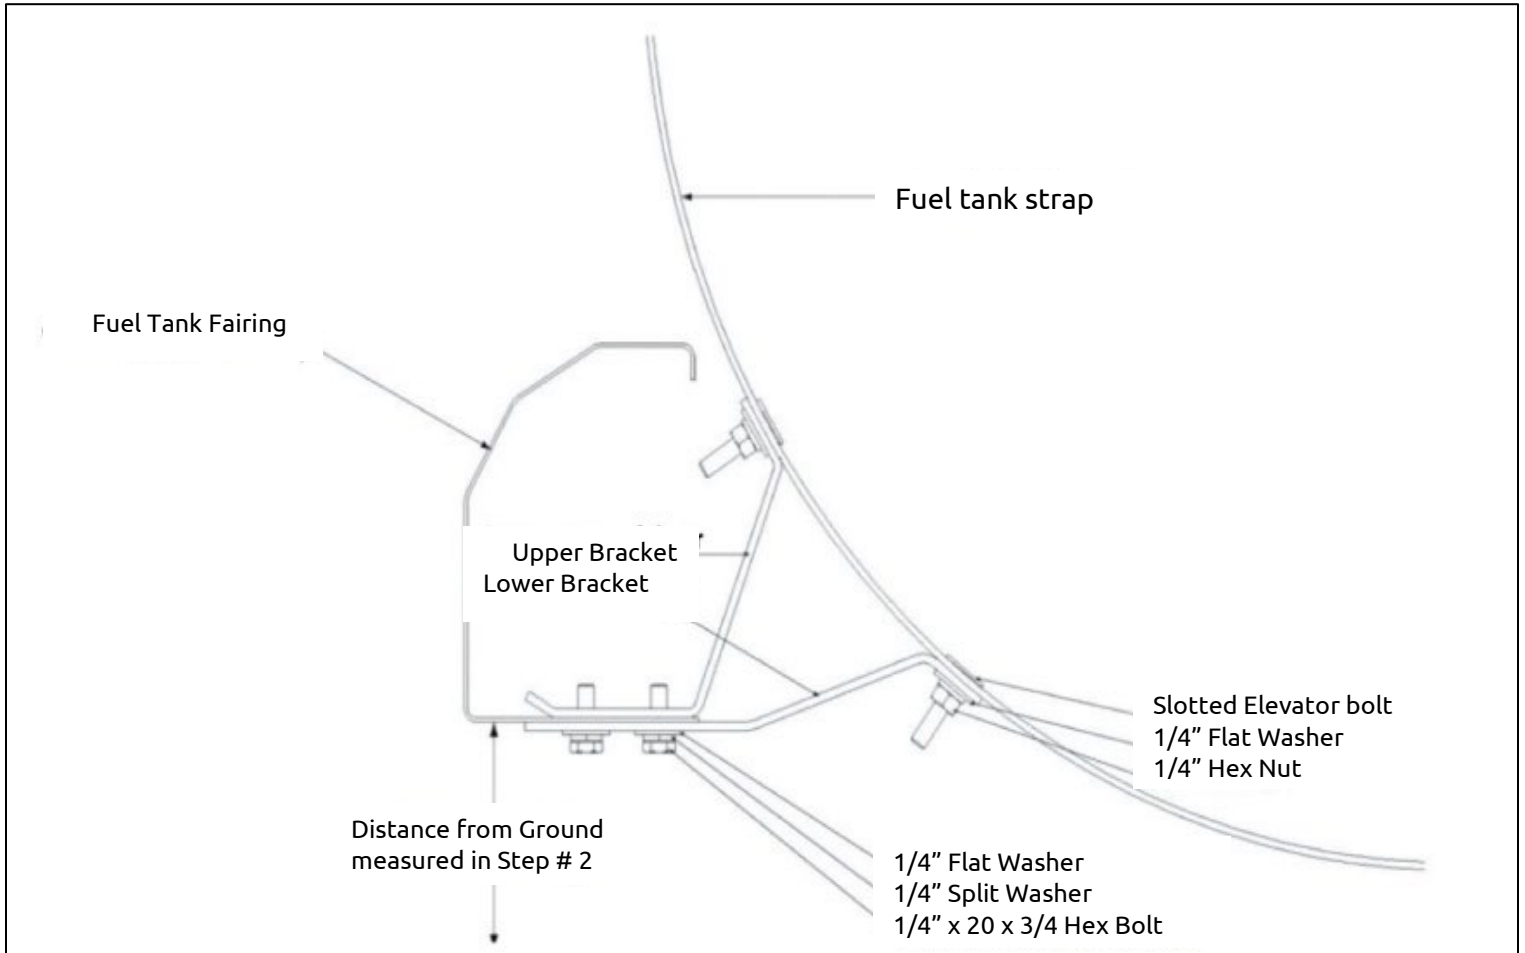 Fuel tank strap
Fuel Tank Fairing
Upper Bracket
Lower Bracket
Slotted Elevator bolt
1/4” Flat Washer
1/4” Hex Nut
Distance from Ground
measured in Step # 2
1/4” Flat Washer
1/4” Split Washer
1/4” x 20 x 3/4 Hex Bolt